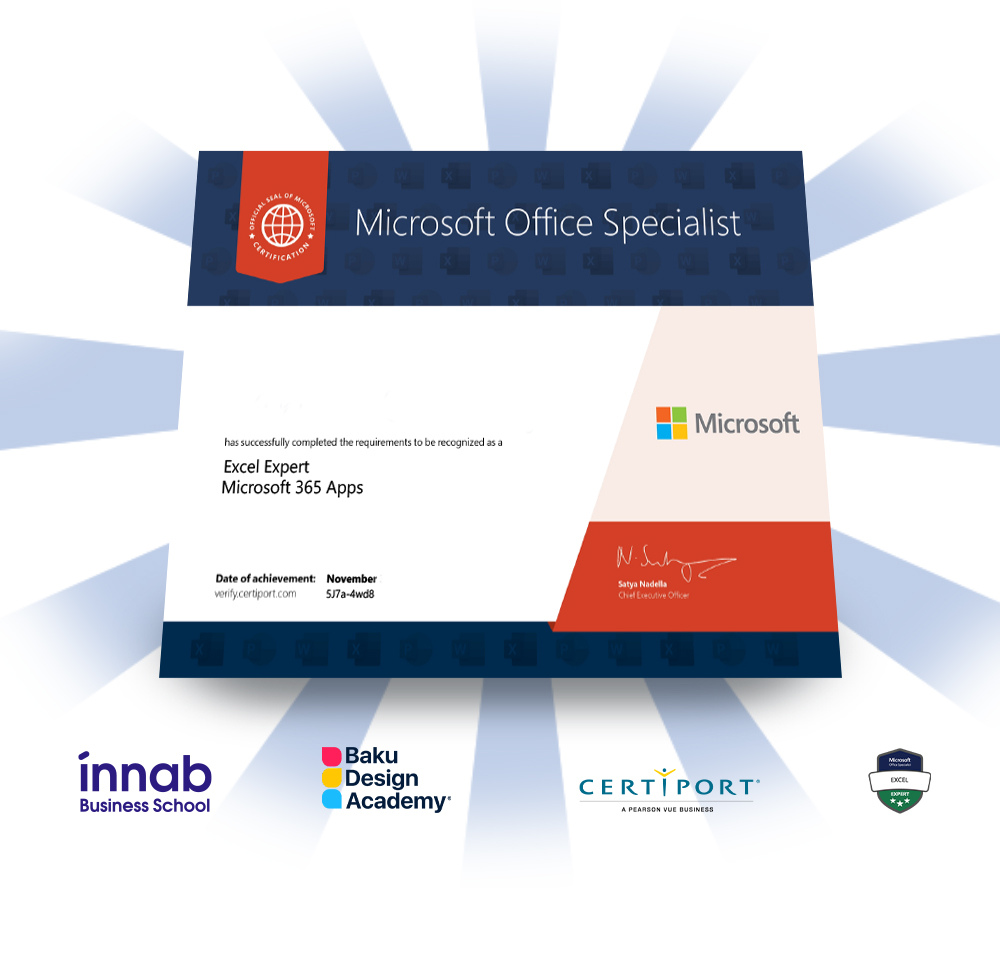 OFFICIAL SEAL OF MICROSOFT
CERTIFICATION
Microsoft Office Specialist
has successfully completed the requirements to be recognized as a
Excel Expert
Microsoft 365 Apps
Microsoft
Date of achievement: November
verify.certiport.com 5J7a-4wd8
Satya Nadella
Chief Executive Officer
innab
Business School
Baku
Design
Academy®
CERTIPORT®
A PEARSON VUE BUSINESS
Microsoft
Office Specialist
EXCEL
EXPERT